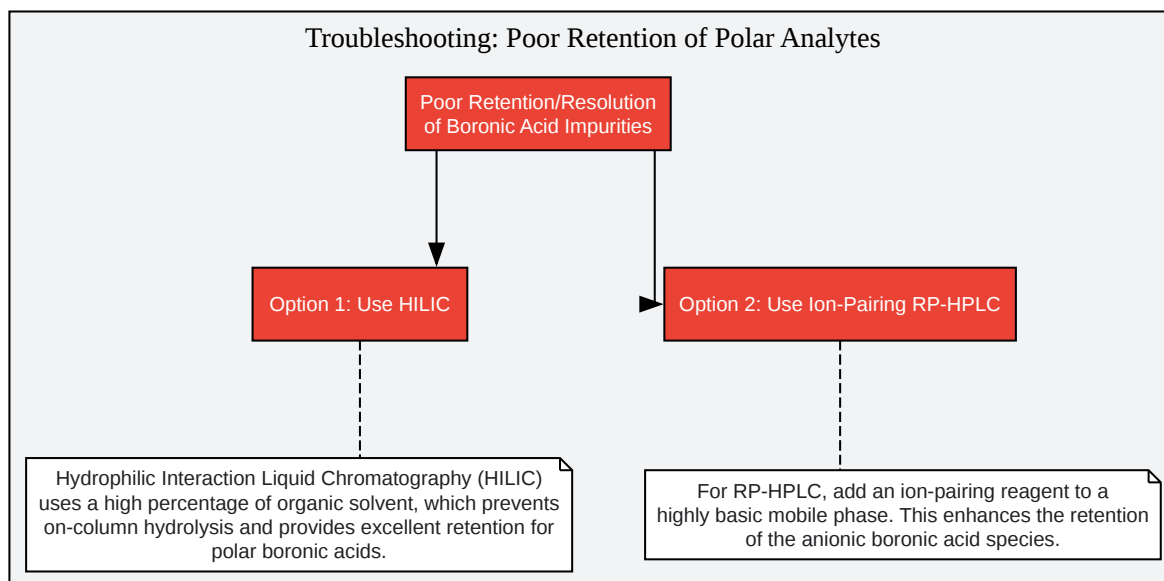 Troubleshooting: Poor Retention of Polar Analytes
Poor Retention/Resolution
of Boronic Acid Impurities
Option 1: Use HILIC
Option 2: Use Ion-Pairing RP-HPLC
Hydrophilic Interaction Liquid Chromatography (HILIC)
uses a high percentage of organic solvent, which prevents
on-column hydrolysis and provides excellent retention for
polar boronic acids.
For RP-HPLC, add an ion-pairing reagent to a
highly basic mobile phase. This enhances the retention
of the anionic boronic acid species.